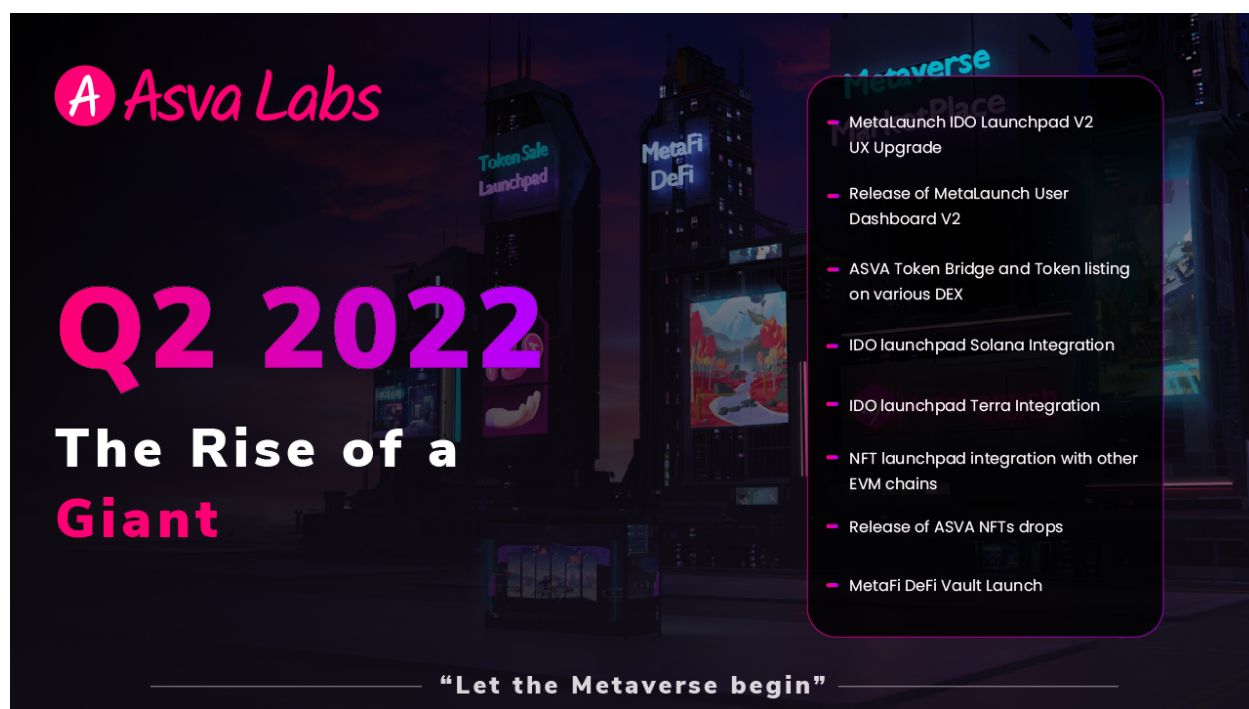 Asva Labs
Token Sale
Launchpad
MetaFi
DeFi
Metaverse
MarketPlace
Q2 2022
The Rise of a
Giant
MetaLaunch IDO Launchpad V2
UX Upgrade
Release of MetaLaunch User
Dashboard V2
ASVA Token Bridge and Token listing
on various DEX
IDO launchpad Solana Integration
IDO launchpad Terra Integration
NFT launchpad integration with other
EVM chains
Release of ASVA NFTs drops
MetaFi DeFi Vault Launch
“Let the Metaverse begin”